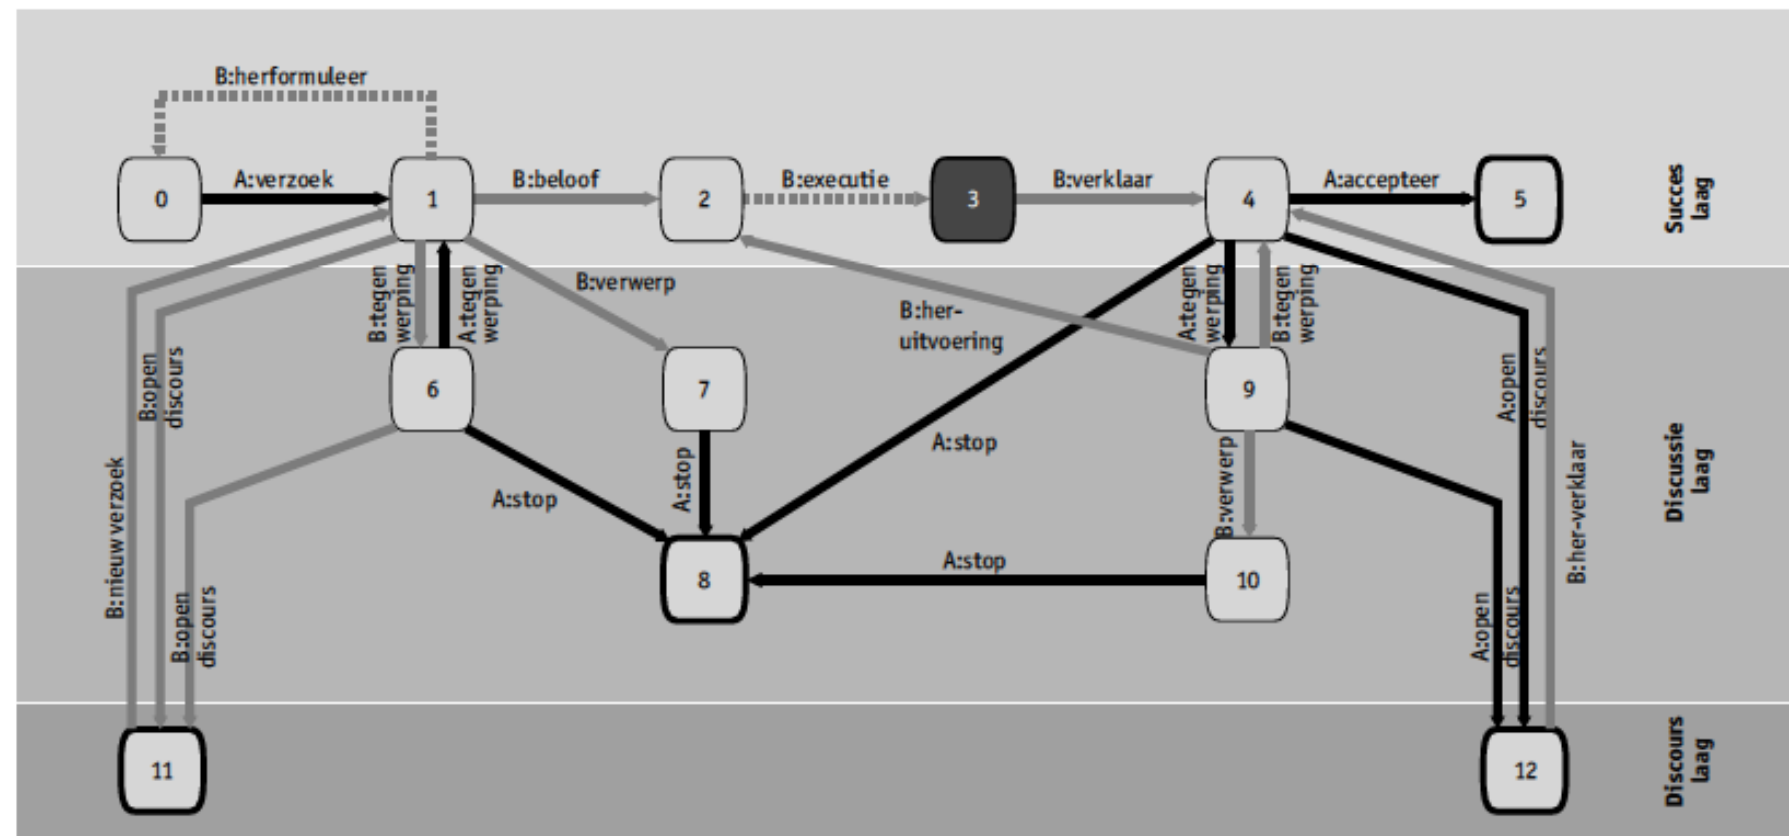 B:herformuleer
0
A:verzoek
1
B:beloof
2
B:executie
3
B:verklaar
4
A:accepteer
5
Succes
laag
B:tegen
werping
A:tegen
werping
B:verwerp
B:her-
uitvoering
A:tegen
werping
B:tegen
werping
6
7
9
B:open
discours
A:open
discours
B:nieuw verzoek
A:stop
A:stop
A:stop
B:verwerp
B:her-verklaar
Discussie
laag
8
A:stop
10
B:open
discours
A:open
discours
11
12
Discours
laag